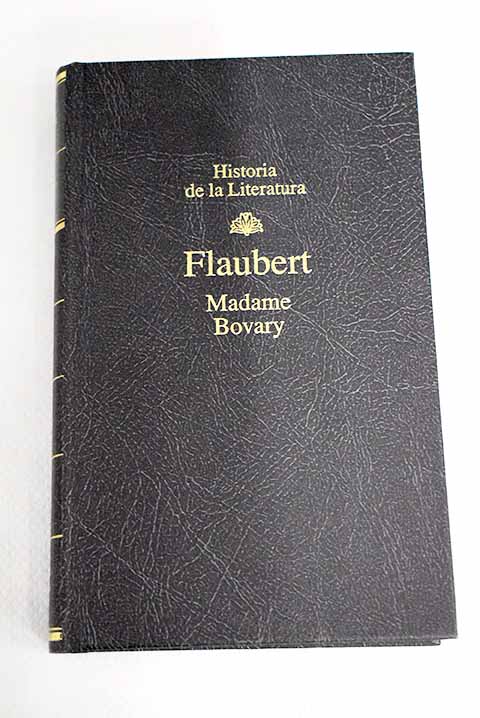 Historia
de la Literatura
Flaubert
Madame
Bovary